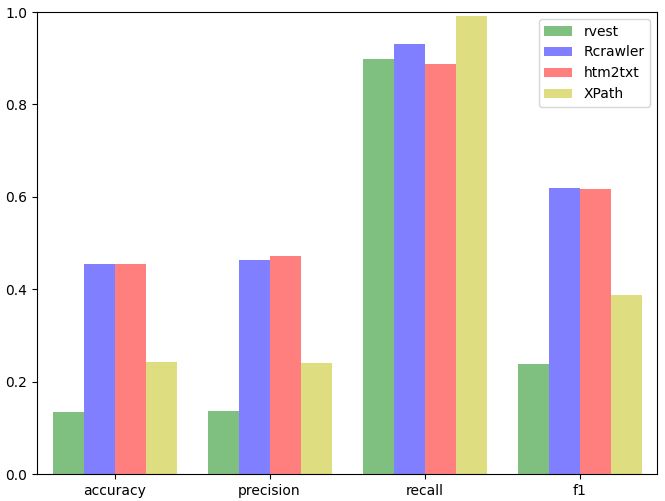 1.0
0.8
0.6
0.4
0.2
0.0
rvest
Rcrawler
htm2txt
XPath
accuracy precision recall f1